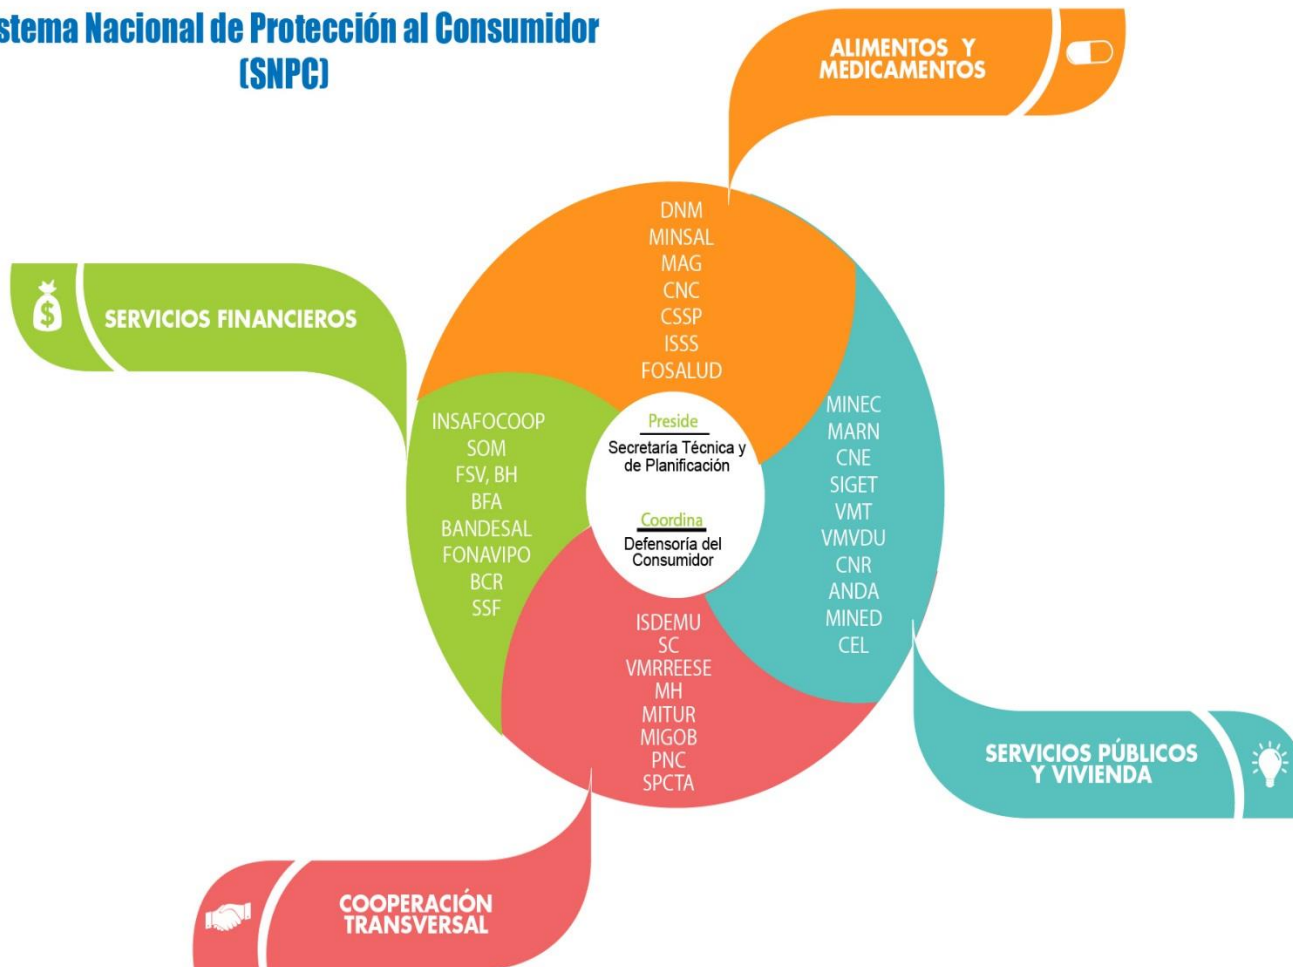 stema Nacional de Protección al Consumidor
(SNPC)
ALIMENTOS Y
MEDICAMENTOS
SERVICIOS FINANCIEROS
DNM
MINSAL
MAG
CNC
CSSP
ISSS
FOSALUD
INSAFOCOOP
SOM
FSV, BH
BFA
BANDESAL
FONAVIPO
BCR
SSF
Preside
Secretaría Técnica y
de Planificación
Coordina
Defensoría del
Consumidor
MINEC
MARN
CNE
SIGET
VMT
VMVDU
CNR
ANDA
MINED
CEL
ISDEMU
SC
VMRREESE
MH
MITUR
MIGOB
PNC
SPCTA
SERVICIOS PÚBLICOS
Y VIVIENDA
COOPERACIÓN
TRANSVERSAL